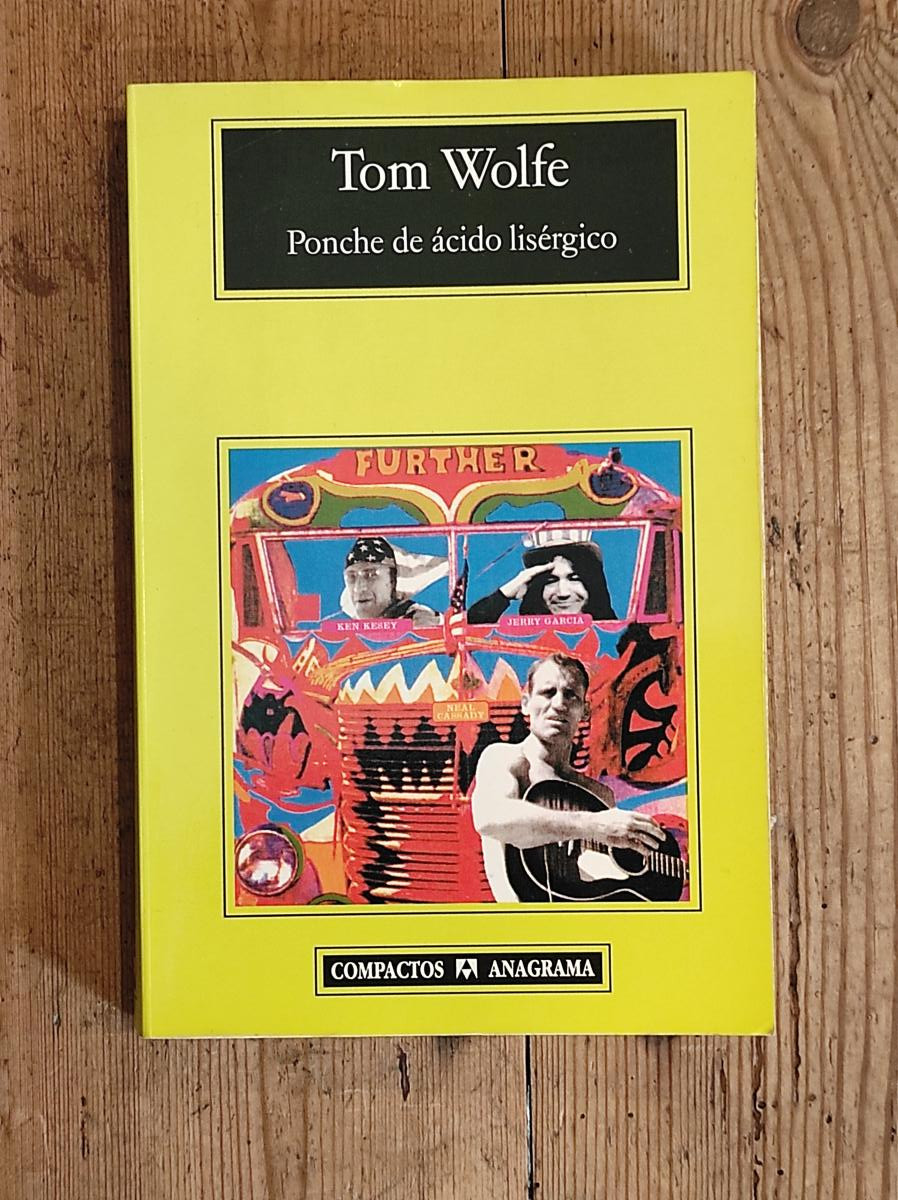 Tom Wolfe
Ponche de ácido lisérgico
FURTHER
KEN KESEY
JERRY GARCIA
NEAL
CASSADY
COMPACTOS ANAGRAMA